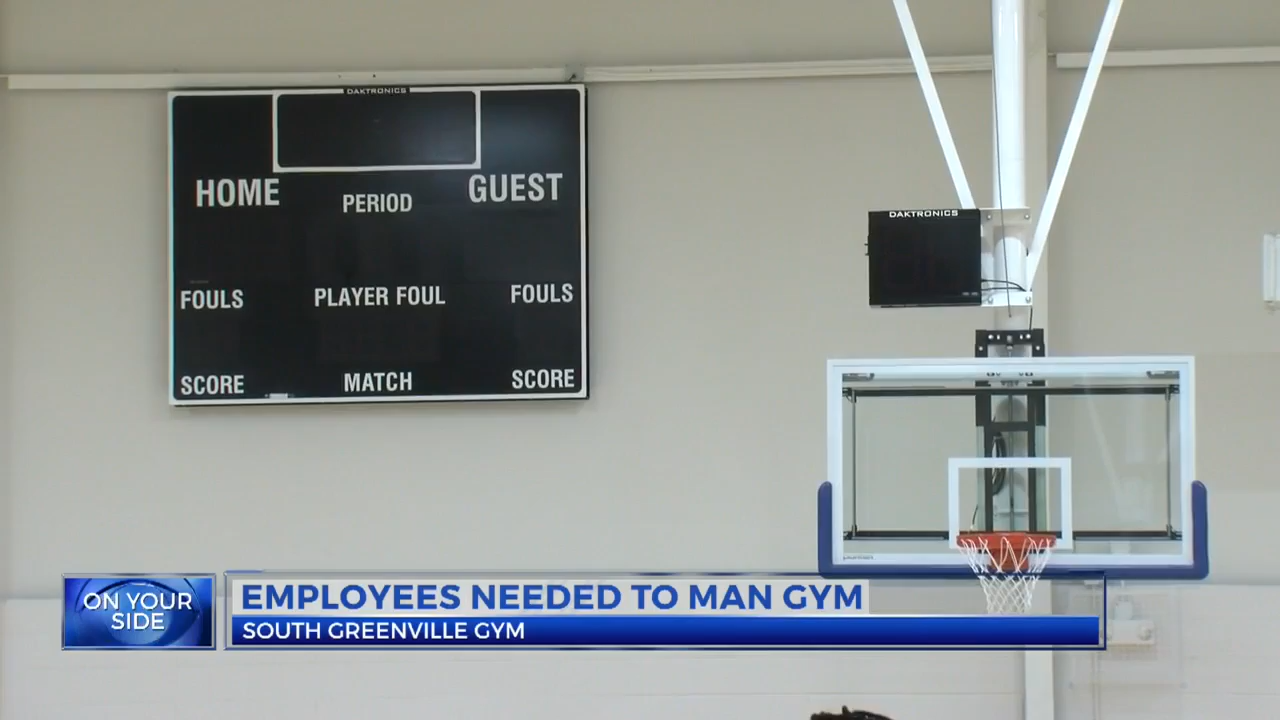 DAKTRONICS
HOME
PERIOD
GUEST
DAKTRONICS
FOULS
PLAYER FOUL
FOULS
SCORE
MATCH
SCORE
ON YOUR
SIDE
EMPLOYEES NEEDED TO MAN GYM
SOUTH GREENVILLE GYM